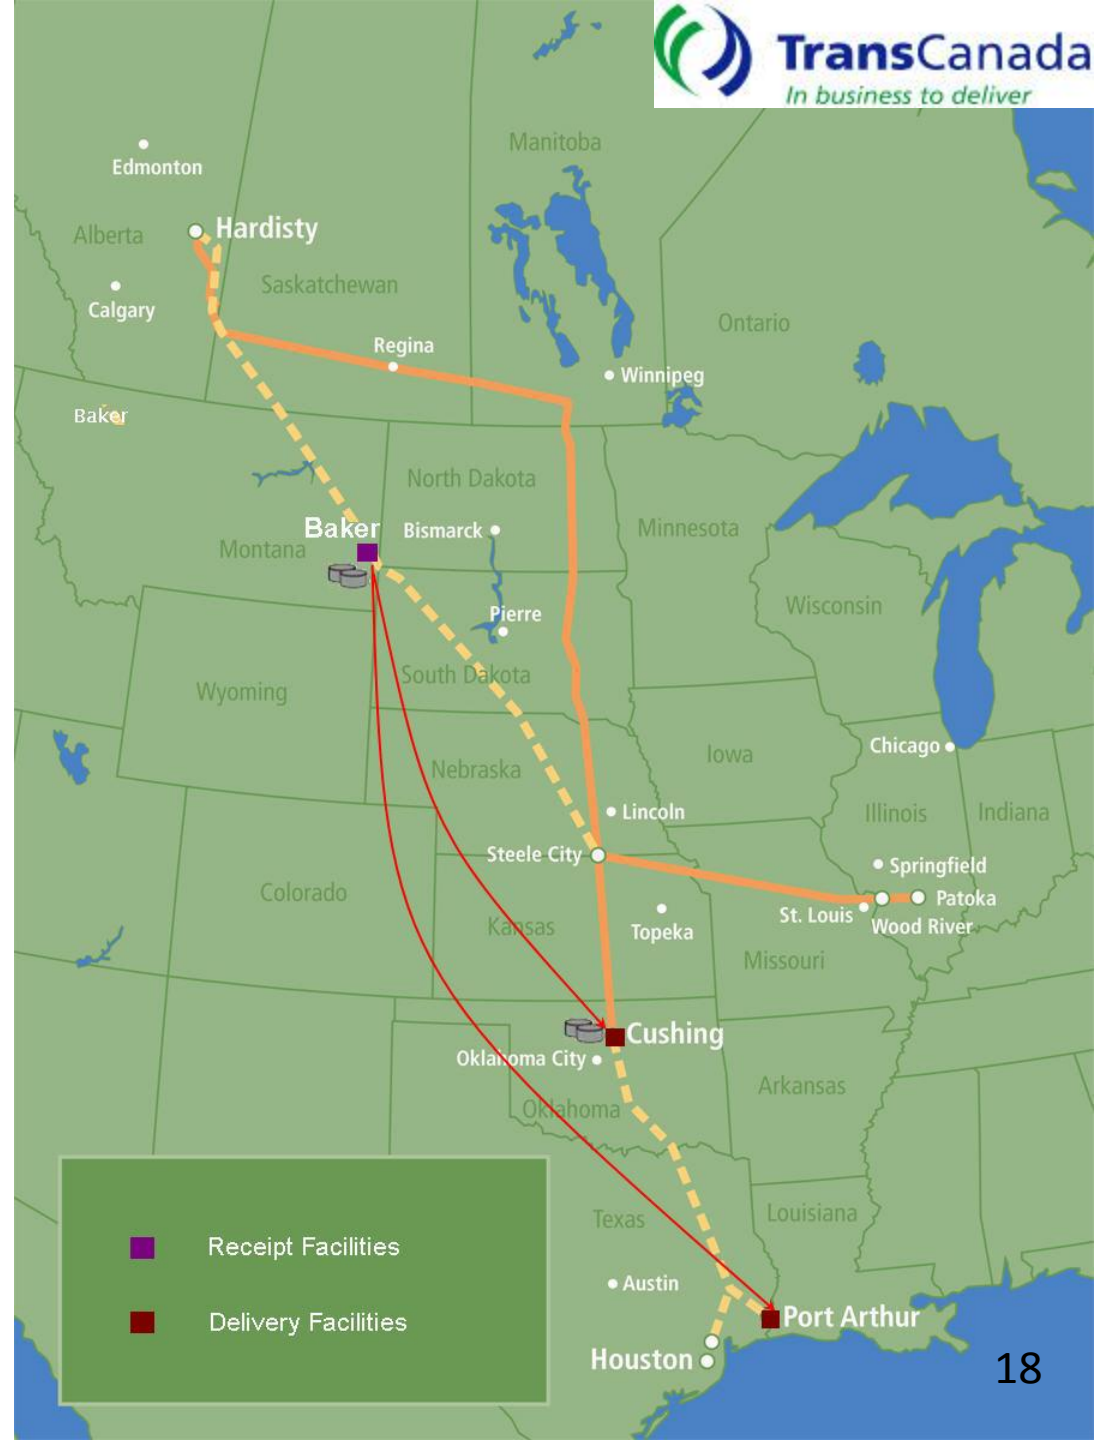 TransCanada
In business to deliver
Manitoba
Edmonton
Hardisty
Alberta
Saskatchewan
Calgary
Ontario
Regina
Winnipeg
Baker
North Dakota
Baker
Bismarck
Minnesota
Montana
Wisconsin
Pierre
South Dakota
Wyoming
Chicago
Iowa
Nebraska
Lincoln
Illinois
Indiana
Steele City
Springfield
Colorado
Patoka
St. Louis
Wood River
Kansas
Topeka
Missouri
Cushing
Oklahoma City
Arkansas
Oklahoma
Texas
Louisiana
Receipt Facilities
Austin
Port Arthur
Delivery Facilities
Houston
18